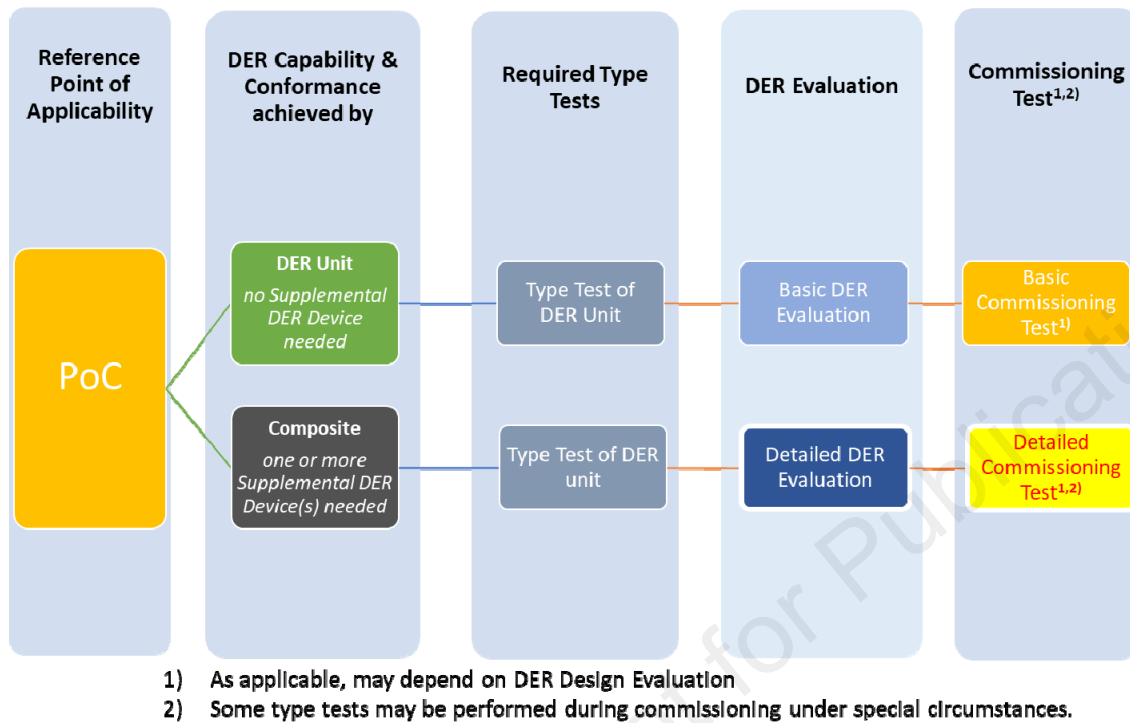 Reference
Point of
Applicability
DER Capability &
Conformance
achieved by
Required Type
Tests
DER Evaluation
Commissioning
Test1,2)
PoC
DER Unit
no Supplemental
DER Device
needed
Type Test of
DER Unit
Basic DER
Evaluation
Basic
Commissioning
Test1)
Composite
one or more
Supplemental DER
Device(s) needed
Type Test of DER
unit
Detailed DER
Evaluation
Detailed
Commissioning
Test1,2)
1) As applicable, may depend on DER Design Evaluation
2) Some type tests may be performed during commissioning under special circumstances.
for